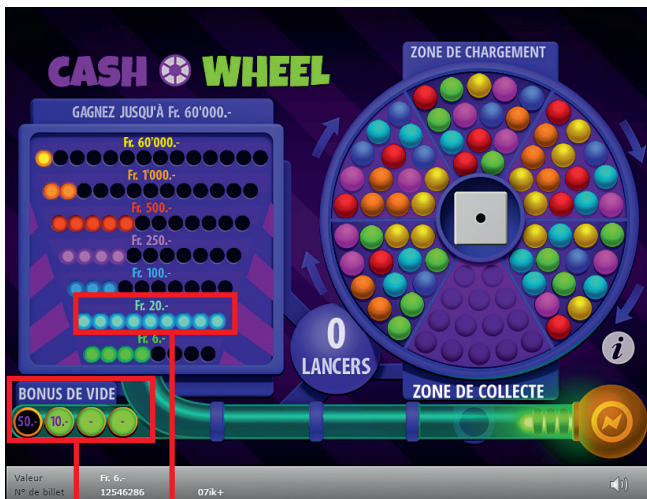 CASH WHEEL
ZONE DE CHARGEMENT
GAGNEZ JUSQU'À Fr. 60'000.-
Fr. 60'000.-
Fr. 1'000.-
Fr. 500.-
Fr. 250.-
Fr. 100.-
Fr. 20.-
Fr. 6.-
0
LANCERS
i
BONUS DE VIDE
50.- 10.- - -
ZONE DE COLLECTE
Valeur Fr. 6.-
N° de billet 12546286 07ik+